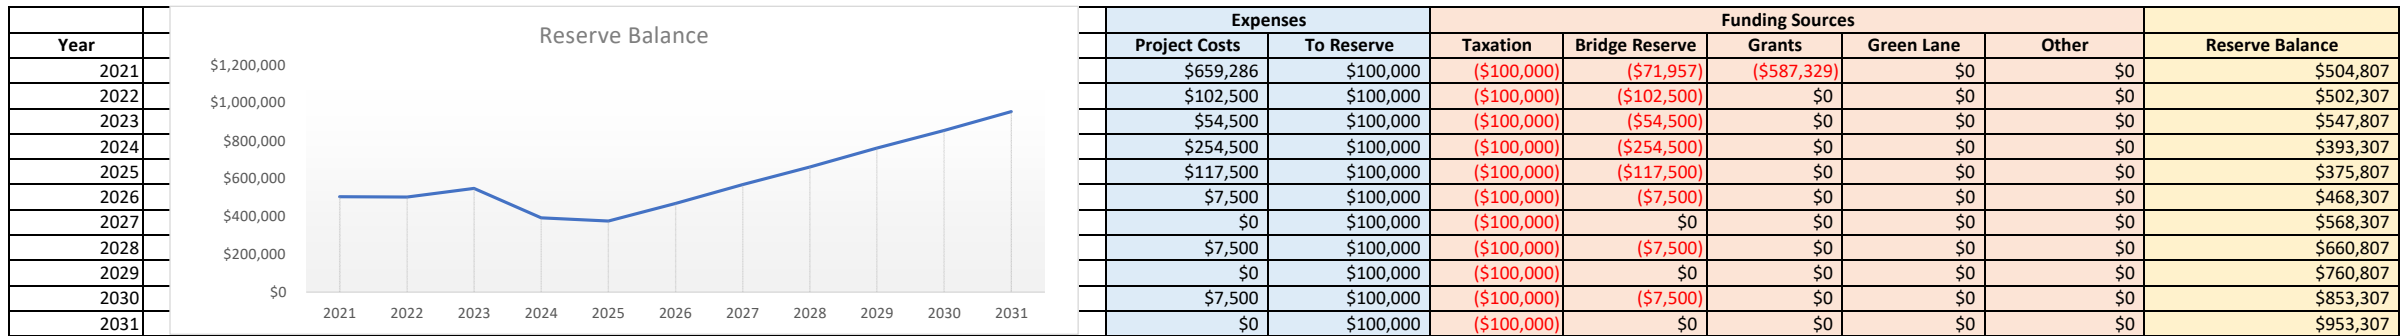 Expenses Funding Sources
Year Project Costs To Reserve Taxation Bridge Reserve Grants Green Lane Other Reserve Balance
2021 $659,286 $100,000 ($100,000) ($71,957) ($587,329) $0 $0 $504,807
2022 $102,500 $100,000 ($100,000) ($102,500) $0 $0 $0 $502,307
2023 $54,500 $100,000 ($100,000) ($54,500) $0 $0 $0 $547,807
2024 $254,500 $100,000 ($100,000) ($254,500) $0 $0 $0 $393,307
2025 $117,500 $100,000 ($100,000) ($117,500) $0 $0 $0 $375,807
2026 $7,500 $100,000 ($100,000) ($7,500) $0 $0 $0 $468,307
2027 $0 $100,000 ($100,000) $0 $0 $0 $0 $568,307
2028 $7,500 $100,000 ($100,000) ($7,500) $0 $0 $0 $660,807
2029 $0 $100,000 ($100,000) $0 $0 $0 $0 $760,807
2030 $7,500 $100,000 ($100,000) ($7,500) $0 $0 $0 $853,307
2031 $0 $100,000 ($100,000) $0 $0 $0 $0 $953,307
Reserve Balance
$1,200,000
$1,000,000
$800,000
$600,000
$400,000
$200,000
$0
2021 2022 2023 2024 2025 2026 2027 2028 2029 2030 2031